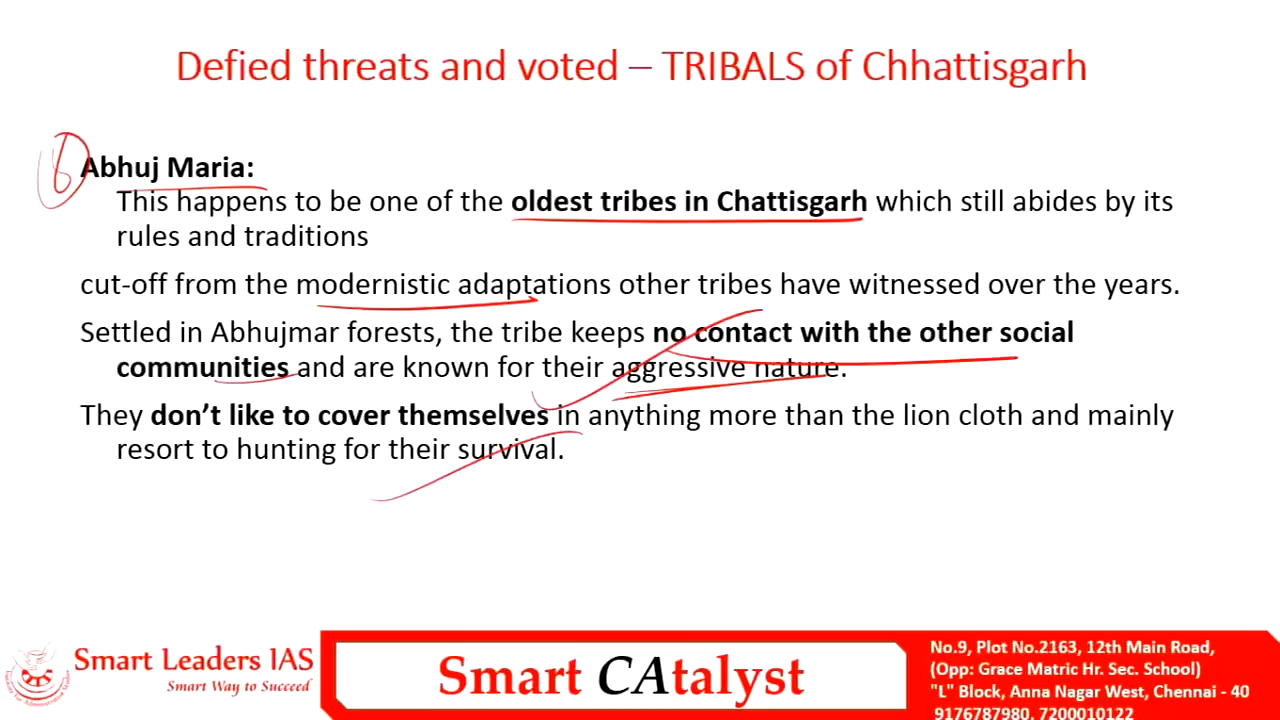 Defied threats and voted – TRIBALS of Chhattisgarh
Abhuj Maria:
This happens to be one of the oldest tribes in Chattisgarh which still abides by its
rules and traditions
cut-off from the modernistic adaptations other tribes have witnessed over the years.
Settled in Abhujmar forests, the tribe keeps no contact with the other social
communities and are known for their aggressive nature.
They don’t like to cover themselves in anything more than the lion cloth and mainly
resort to hunting for their survival.
Smart Leaders IAS
Smart Way to Succeed
Smart CAtalyst
No.9, Plot No.2163, 12th Main Road,
(Opp: Grace Matric Hr. Sec. School)
"L" Block, Anna Nagar West, Chennai - 40
9176787980, 7200010122